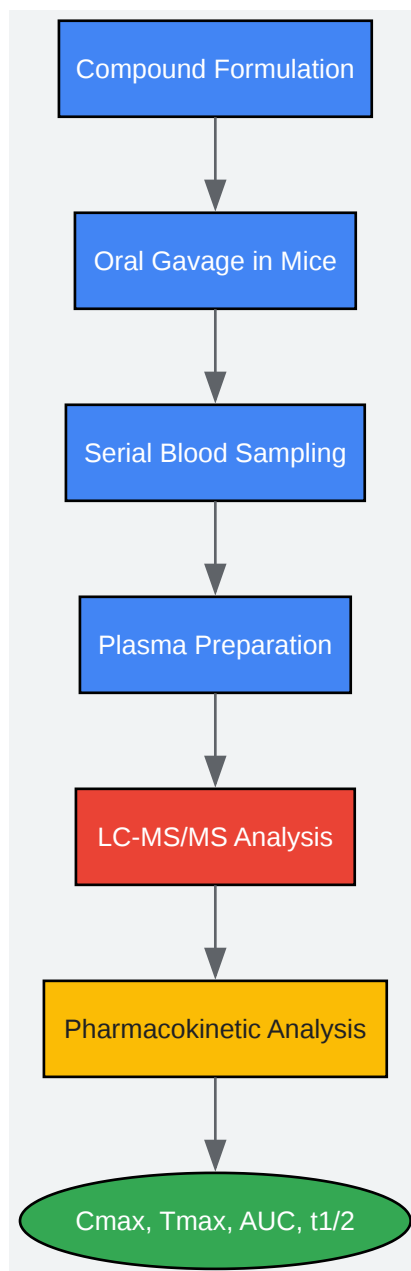 Compound Formulation
Oral Gavage in Mice
Serial Blood Sampling
Plasma Preparation
LC-MS/MS Analysis
Pharmacokinetic Analysis
Cmax, Tmax, AUC, t1/2